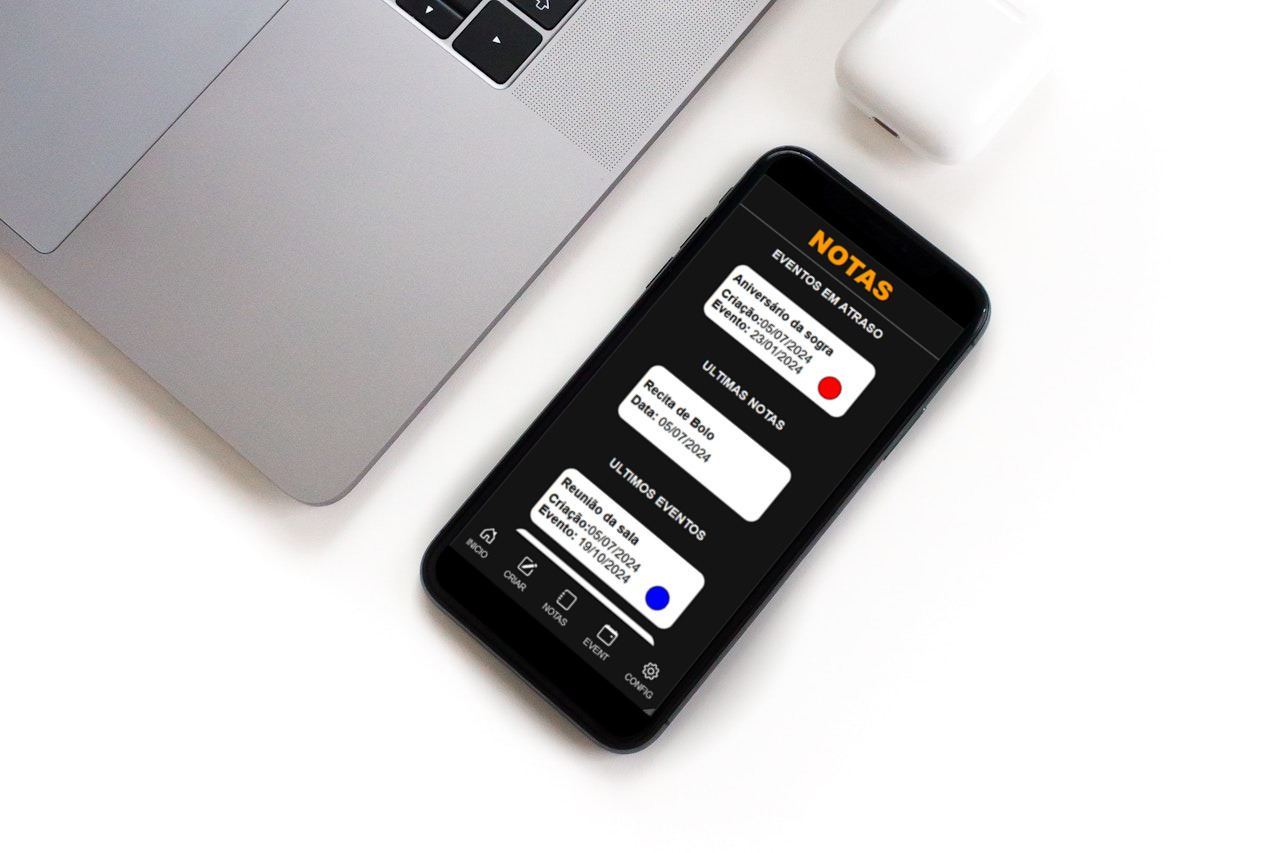 NOTAS
EVENTOS EM ATRASO
Aniversário da sogra
Criação:05/07/2024
Evento: 23/01/2024
ULTIMAS NOTAS
Recita de Bolo
Data: 05/07/2024
ULTIMOS EVENTOS
Reunião da sala
Criação:05/07/2024
Evento: 19/10/2024
INICIO
CRIAR
NOTAS
EVENT
CONFIG